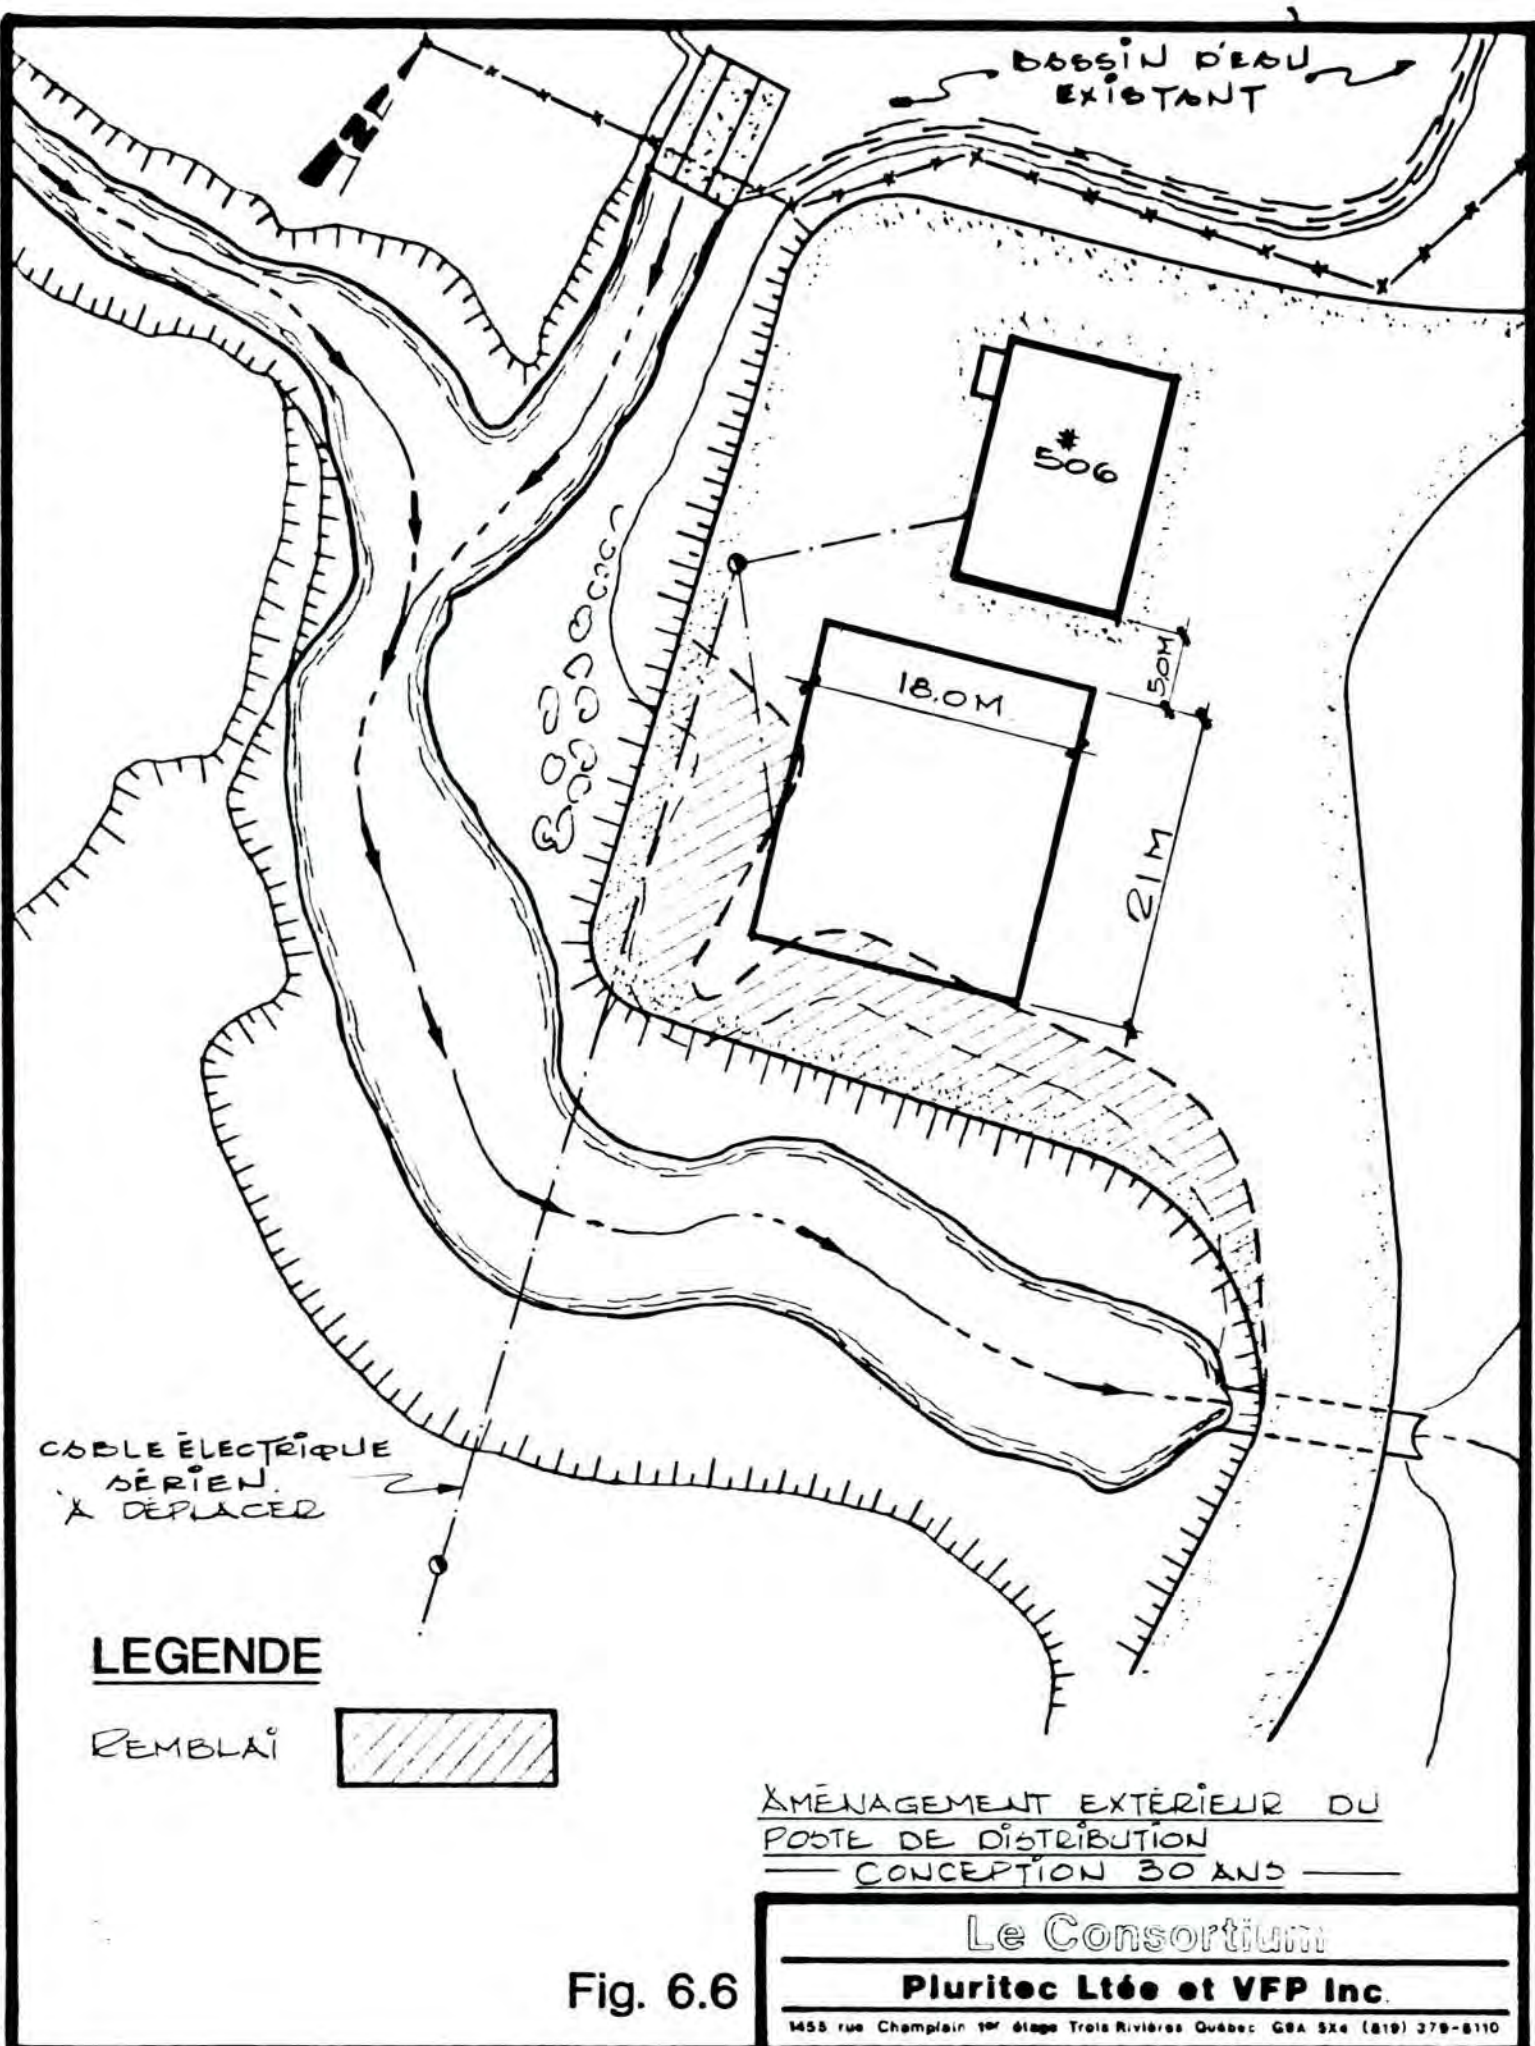 BASSIN D'EAU
EXISTANT
N
#
506
5.0M
18.0M
21M
CABLE ÉLECTRIQUE
AÉRIEN.
À DÉPLACER
LEGENDE
REMBLAI
AMÉNAGEMENT EXTÉRIEUR DU
POSTE DE DISTRIBUTION
CONCEPTION 30 ANS
Le Consortium
Fig. 6.6
Pluritec Ltée et VFP Inc.
1455 rue Champlain 1er étage Trois Rivières Québec G9A 5X4 (819) 379-8110